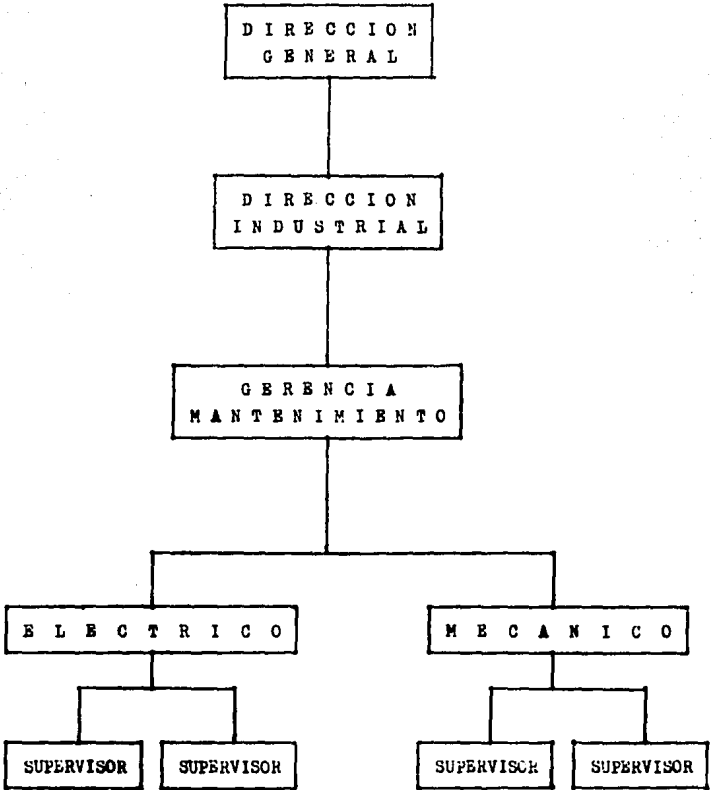 DIRECCION
GENERAL
DIRECCION
INDUSTRIAL
GERENCIA
MANTENIMIENTO
ELECTRICO
MECANICO
SUPERVISOR
SUPERVISOR
SUPERVISOR
SUPERVISOR